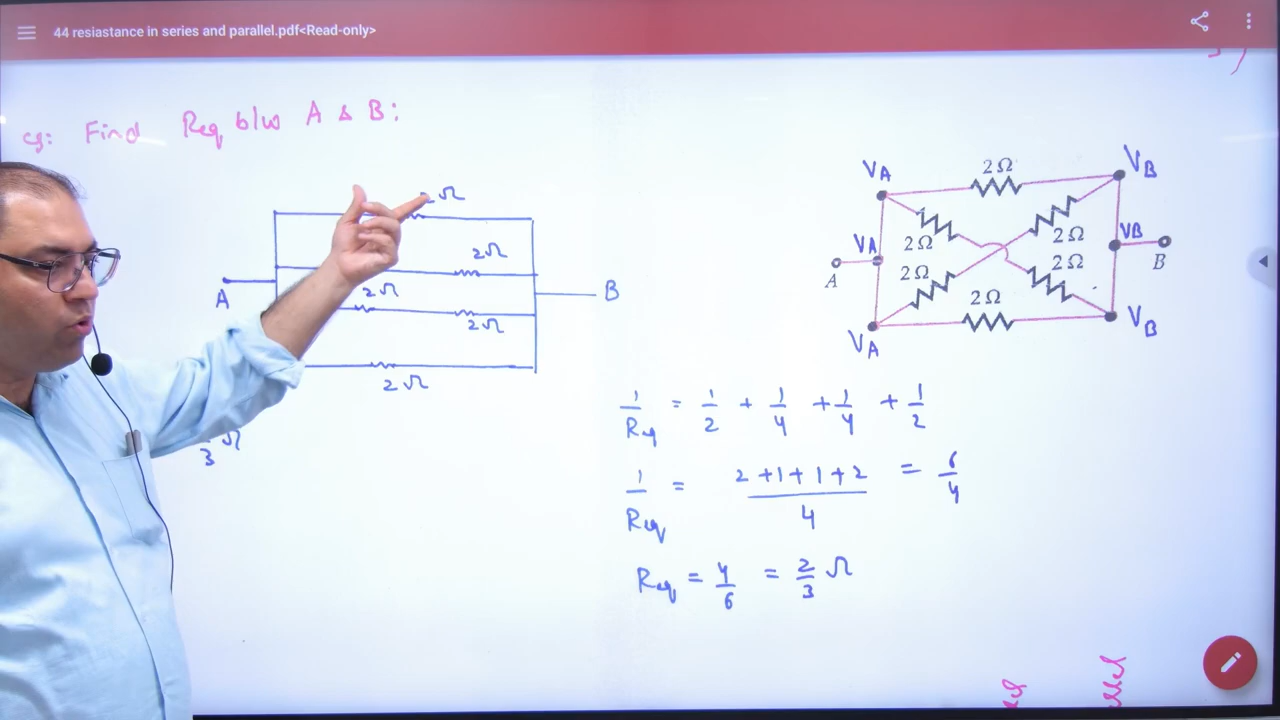 44 resiastance in series and parallel.pdf<Read-only>
eg: Find Req b/w A & B:
2Ω
2Ω
2Ω
A
B
2Ω
2Ω
3 Ω
VA
2Ω
VB
VA
2Ω
2Ω
VB
A
2Ω
2Ω
B
2Ω
VA
VB
1/Req = 1/2 + 1/4 + 1/4 + 1/2
1/Req = 2+1+1+2/4 = 6/4
Req = 4/6 = 2/3 Ω